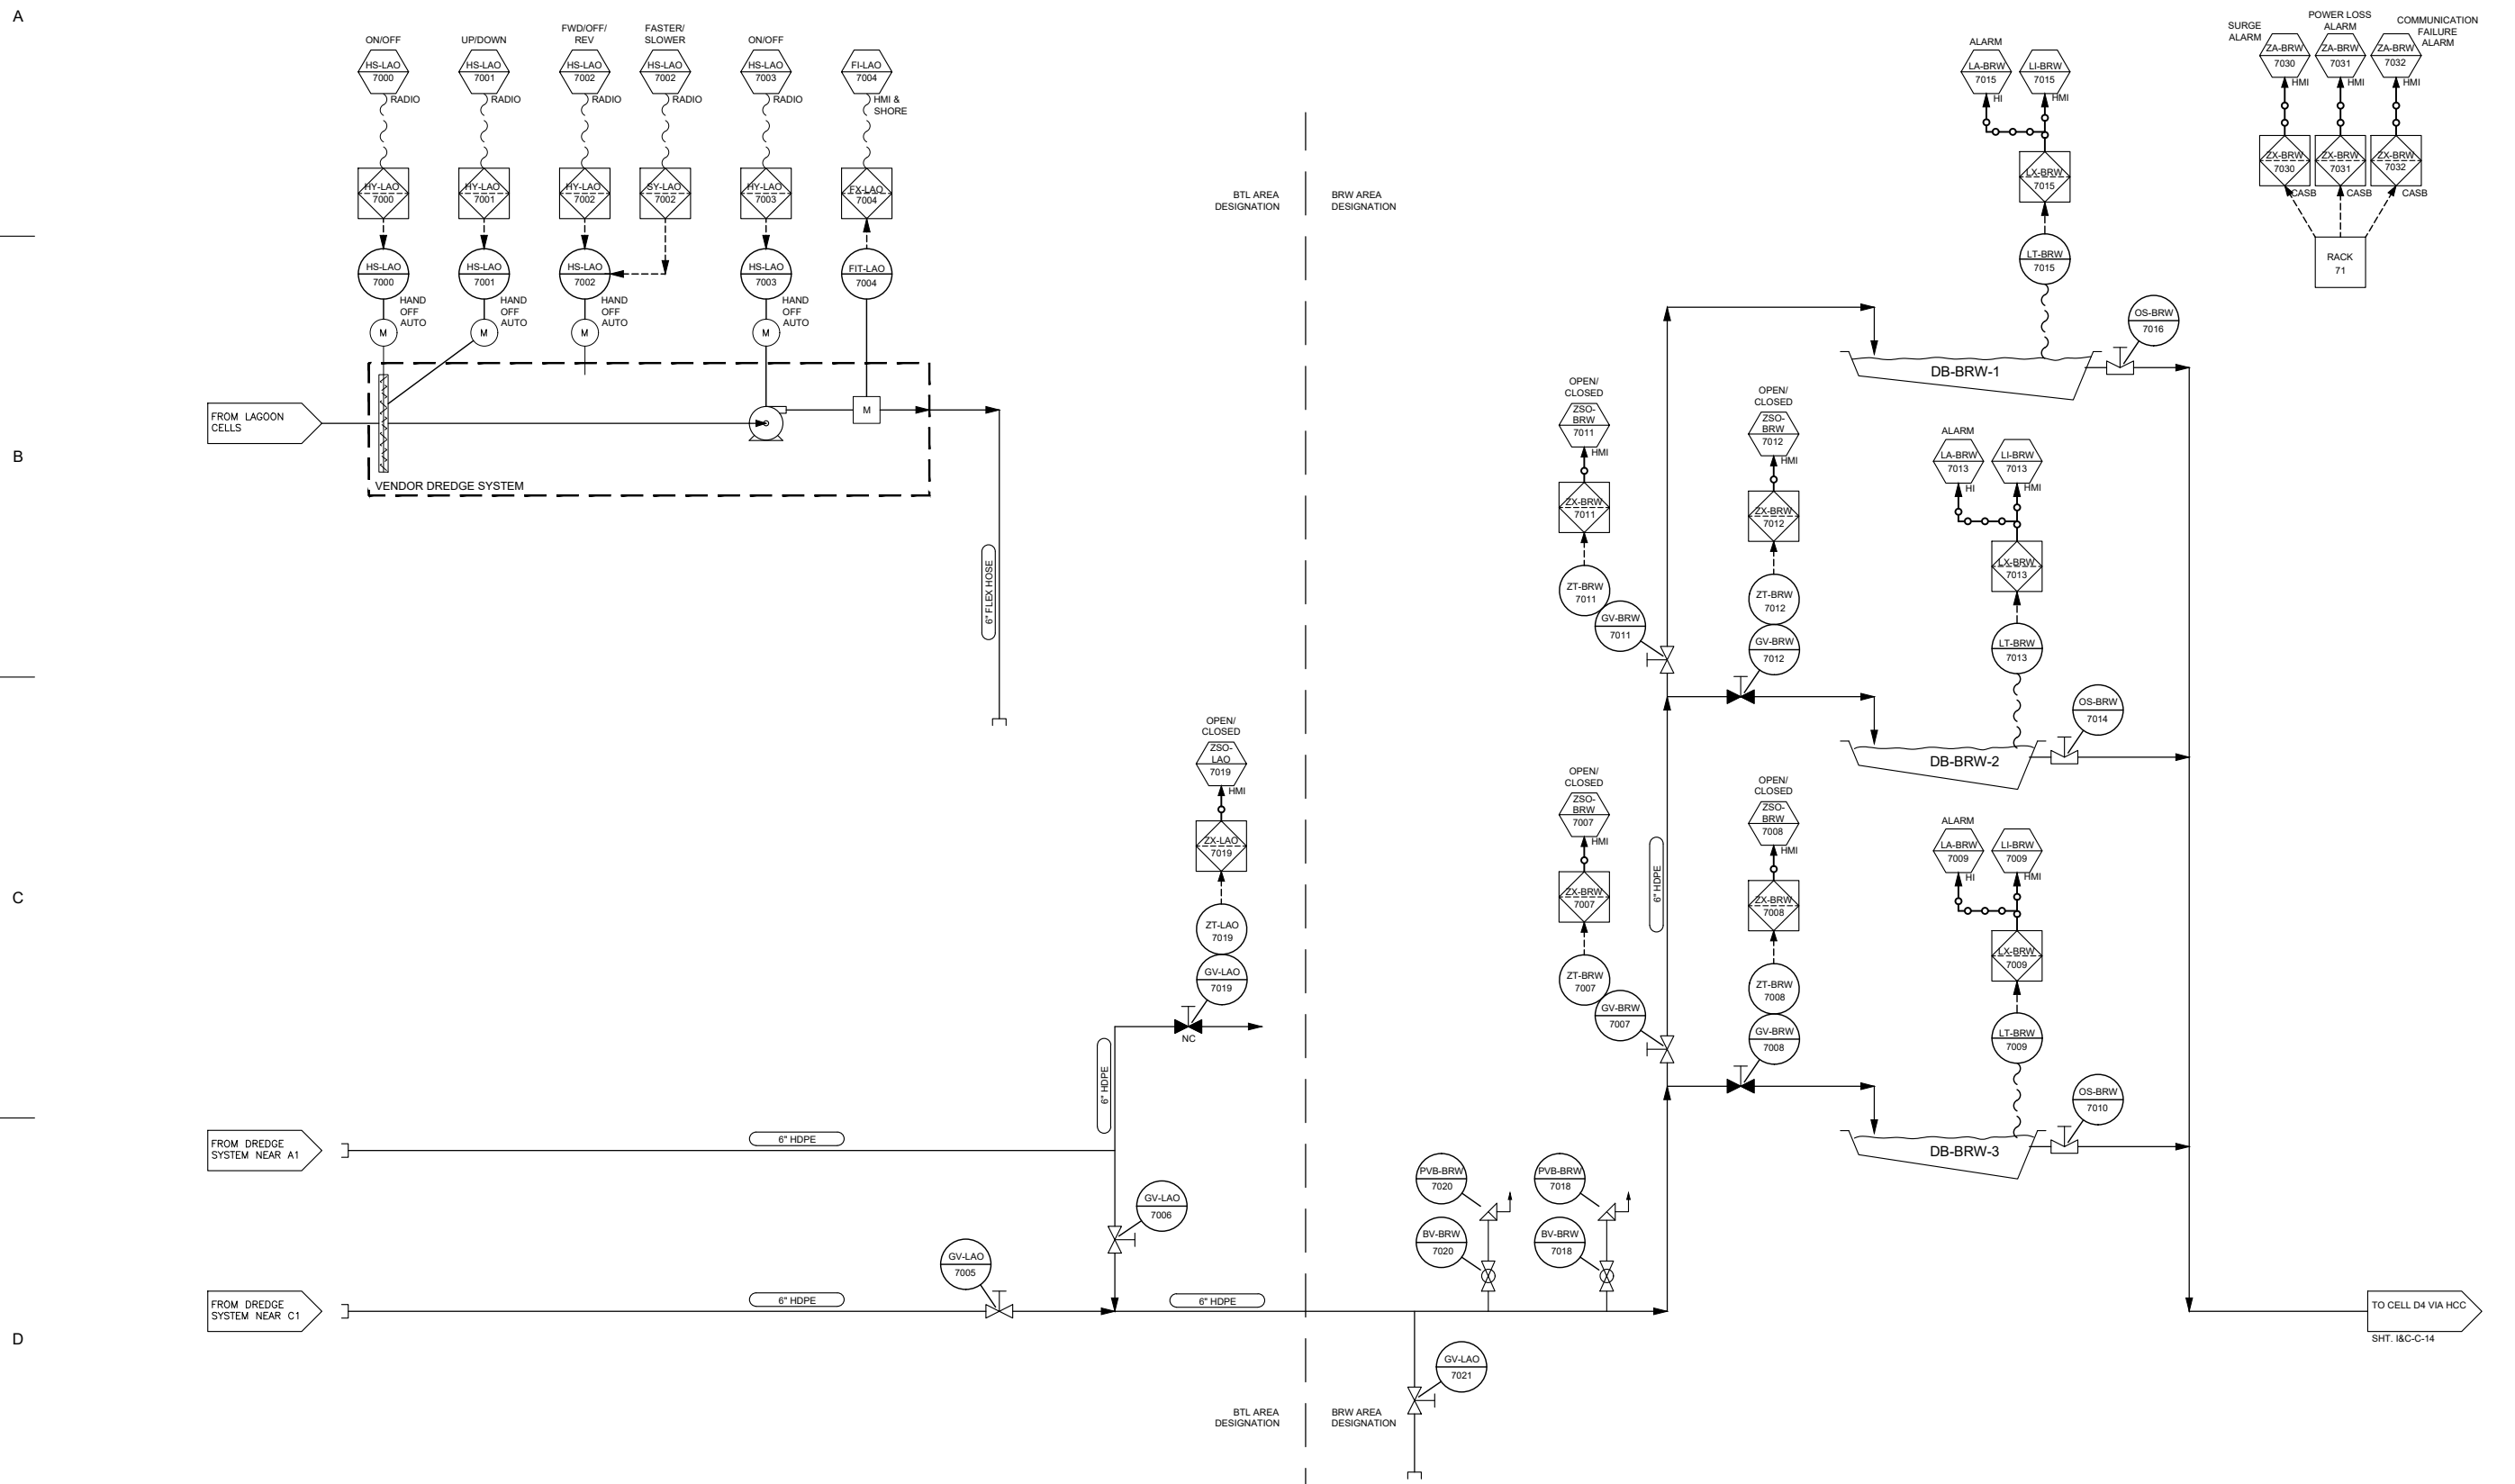 A
B
C
D
ON/OFF
HS-LAO
7000
RADIO
HY-LAO
7000
HS-LAO
7000
HAND
OFF
AUTO
M
UP/DOWN
HS-LAO
7001
RADIO
HY-LAO
7001
HS-LAO
7001
HAND
OFF
AUTO
M
FWD/OFF/
REV
HS-LAO
7002
RADIO
HY-LAO
7002
HS-LAO
7002
HAND
OFF
AUTO
M
FASTER/
SLOWER
HS-LAO
7002
RADIO
SY-LAO
7002
ON/OFF
HS-LAO
7003
RADIO
HY-LAO
7003
HS-LAO
7003
HAND
OFF
AUTO
M
FI-LAO
7004
HMI &
SHORE
FX-LAO
7004
FIT-LAO
7004
M
FROM LAGOON
CELLS
VENDOR DREDGE SYSTEM
6" FLEX HOSE
BTL AREA
DESIGNATION
BRW AREA
DESIGNATION
OPEN/
CLOSED
ZSO-
LAO
7019
HMI
ZX-LAO
7019
ZT-LAO
7019
GV-LAO
7019
NC
6" HDPE
FROM DREDGE
SYSTEM NEAR A1
6" HDPE
GV-LAO
7006
GV-LAO
7005
FROM DREDGE
SYSTEM NEAR C1
6" HDPE
6" HDPE
BTL AREA
DESIGNATION
BRW AREA
DESIGNATION
GV-LAO
7021
PVB-BRW
7020
BV-BRW
7020
PVB-BRW
7018
BV-BRW
7018
OPEN/
CLOSED
ZSO-
BRW
7011
HMI
ZX-BRW
7011
ZT-BRW
7011
GV-BRW
7011
OPEN/
CLOSED
ZSO-
BRW
7012
HMI
ZX-BRW
7012
ZT-BRW
7012
GV-BRW
7012
OPEN/
CLOSED
ZSO-
BRW
7007
HMI
ZX-BRW
7007
ZT-BRW
7007
GV-BRW
7007
6" HDPE
OPEN/
CLOSED
ZSO-
BRW
7008
HMI
ZX-BRW
7008
ZT-BRW
7008
GV-BRW
7008
ALARM
LA-BRW
7015
HI
LI-BRW
7015
HMI
LX-BRW
7015
LT-BRW
7015
OS-BRW
7016
DB-BRW-1
ALARM
LA-BRW
7013
HI
LI-BRW
7013
HMI
LX-BRW
7013
LT-BRW
7013
OS-BRW
7014
DB-BRW-2
ALARM
LA-BRW
7009
HI
LI-BRW
7009
HMI
LX-BRW
7009
LT-BRW
7009
OS-BRW
7010
DB-BRW-3
SURGE
ALARM
ZA-BRW
7030
HMI
ZX-BRW
7030
CASB
POWER LOSS
ALARM
ZA-BRW
7031
HMI
ZX-BRW
7031
CASB
COMMUNICATION
FAILURE
ALARM
ZA-BRW
7032
HMI
ZX-BRW
7032
CASB
RACK
71
TO CELL D4 VIA HCC
SHT. I&C-C-14